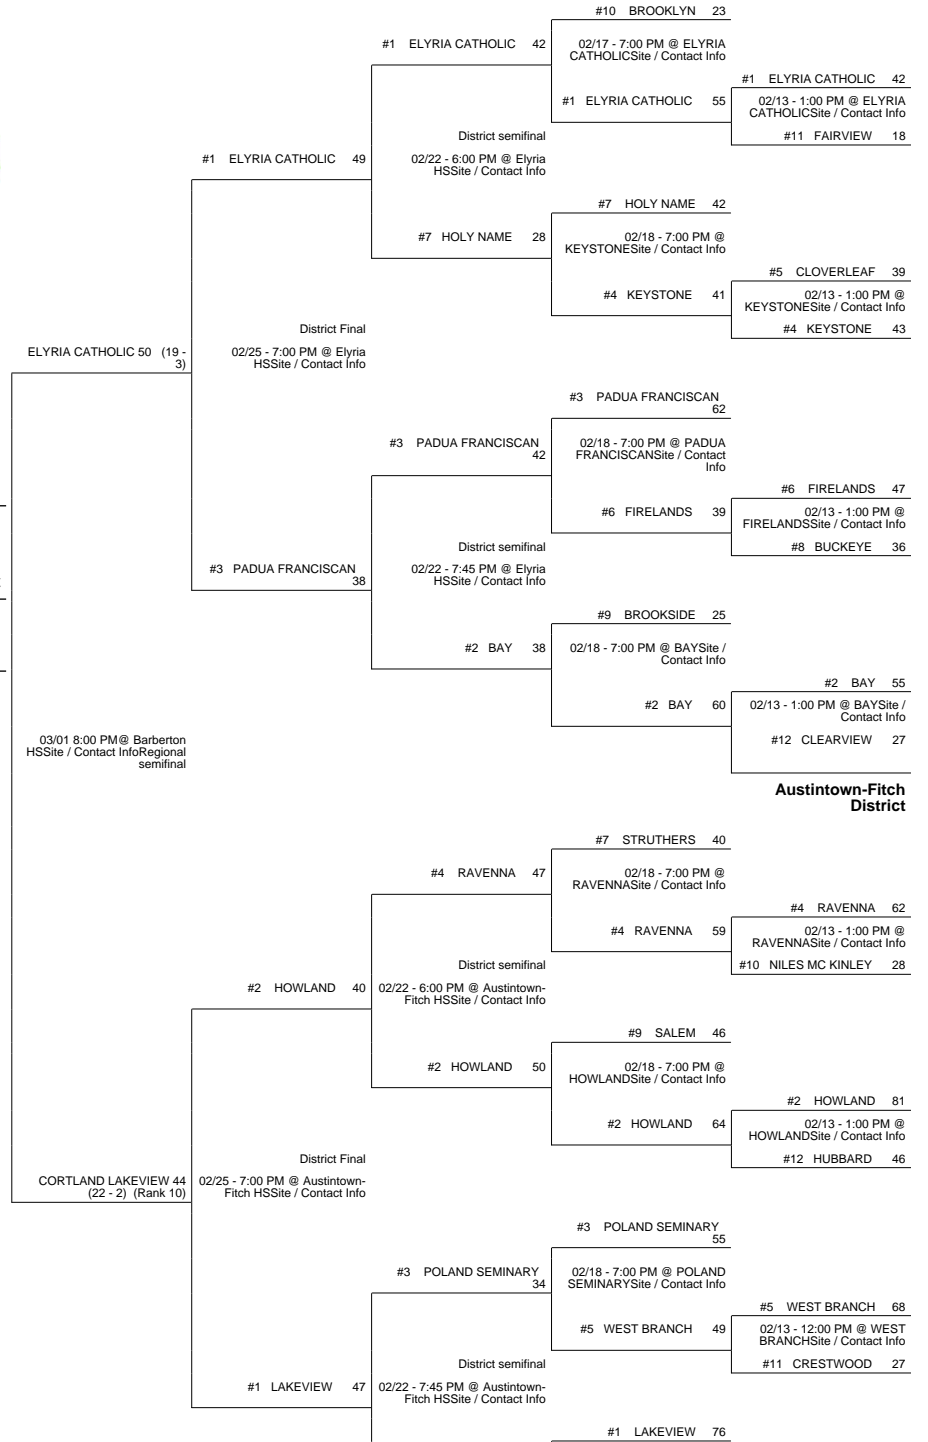 #10 BROOKLYN 23
#1 ELYRIA CATHOLIC 42
02/17 - 7:00 PM @ ELYRIA
CATHOLICSite / Contact Info
#1 ELYRIA CATHOLIC 42
#1 ELYRIA CATHOLIC 55
02/13 - 1:00 PM @ ELYRIA
CATHOLICSite / Contact Info
#11 FAIRVIEW 18
District semifinal
#1 ELYRIA CATHOLIC 49
02/22 - 6:00 PM @ Elyria
HSSite / Contact Info
#7 HOLY NAME 42
#7 HOLY NAME 28
02/18 - 7:00 PM @
KEYSTONESite / Contact Info
#5 CLOVERLEAF 39
#4 KEYSTONE 41
02/13 - 1:00 PM @
KEYSTONESite / Contact Info
#4 KEYSTONE 43
District Final
ELYRIA CATHOLIC 50 (19 -
3)
02/25 - 7:00 PM @ Elyria
HSSite / Contact Info
#3 PADUA FRANCISCAN
62
#3 PADUA FRANCISCAN
42
02/18 - 7:00 PM @ PADUA
FRANCISCANSite / Contact
Info
#6 FIRELANDS 47
#6 FIRELANDS 39
02/13 - 1:00 PM @
FIRELANDSSite / Contact Info
#8 BUCKEYE 36
District semifinal
#3 PADUA FRANCISCAN
38
02/22 - 7:45 PM @ Elyria
HSSite / Contact Info
#9 BROOKSIDE 25
#2 BAY 38
02/18 - 7:00 PM @ BAYSite /
Contact Info
#2 BAY 55
#2 BAY 60
02/13 - 1:00 PM @ BAYSite /
Contact Info
#12 CLEARVIEW 27
03/01 8:00 PM@ Barberton
HSSite / Contact InfoRegional
semifinal
Austintown-Fitch
District
#7 STRUTHERS 40
#4 RAVENNA 47
02/18 - 7:00 PM @
RAVENNASite / Contact Info
#4 RAVENNA 62
#4 RAVENNA 59
02/13 - 1:00 PM @
RAVENNASite / Contact Info
#10 NILES MC KINLEY 28
District semifinal
#2 HOWLAND 40
02/22 - 6:00 PM @ Austintown-
Fitch HSSite / Contact Info
#9 SALEM 46
#2 HOWLAND 50
02/18 - 7:00 PM @
HOWLANDSite / Contact Info
#2 HOWLAND 81
#2 HOWLAND 64
02/13 - 1:00 PM @
HOWLANDSite / Contact Info
#12 HUBBARD 46
District Final
CORTLAND LAKEVIEW 44
(22 - 2) (Rank 10)
02/25 - 7:00 PM @ Austintown-
Fitch HSSite / Contact Info
#3 POLAND SEMINARY
55
#3 POLAND SEMINARY
34
02/18 - 7:00 PM @ POLAND
SEMINARYSite / Contact Info
#5 WEST BRANCH 68
#5 WEST BRANCH 49
02/13 - 12:00 PM @ WEST
BRANCHSite / Contact Info
#11 CRESTWOOD 27
District semifinal
#1 LAKEVIEW 47
02/22 - 7:45 PM @ Austintown-
Fitch HSSite / Contact Info
#1 LAKEVIEW 76